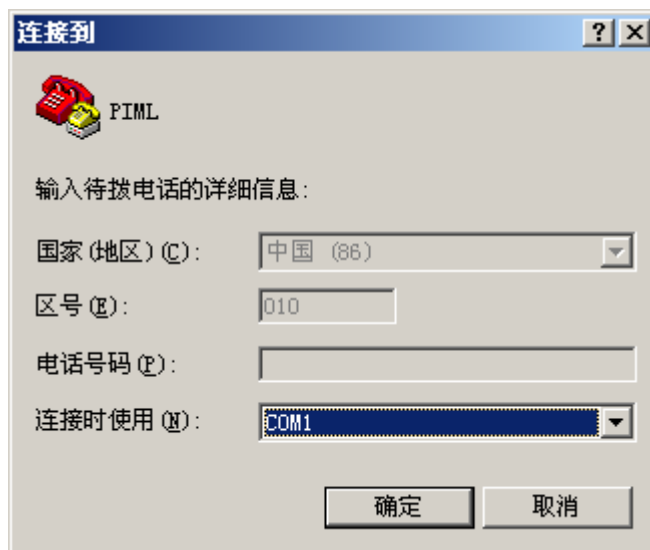 连接到
PIML
输入待拨电话的详细信息:
国家(地区)(C): 中国 (86)
区号(E): 010
电话号码(P):
连接时使用(N): COM1
确定 取消